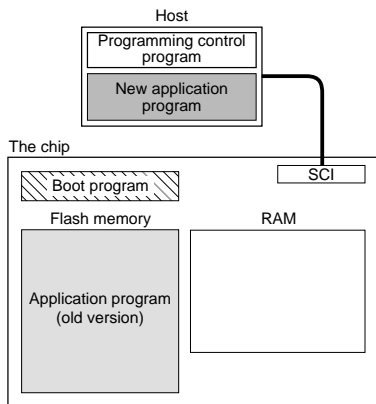 Host
Programming control
program
New application
program
The chip
SCI
Boot program
Flash memory
RAM
Application program
(old version)